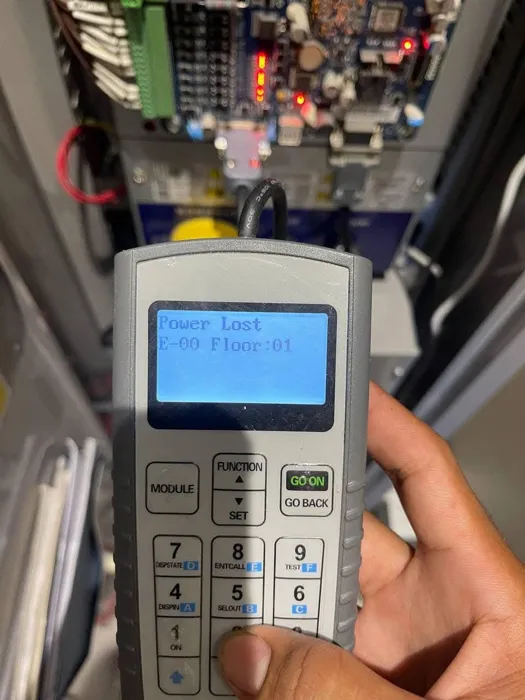 Power Lost
E-00 Floor:01
MODULE
FUNCTION
SET
GO ON
GO BACK
7
DISPSTATE D
8
ENTCALL E
9
TEST F
4
DISPIN A
5
SELOUT B
6
C
1
ON